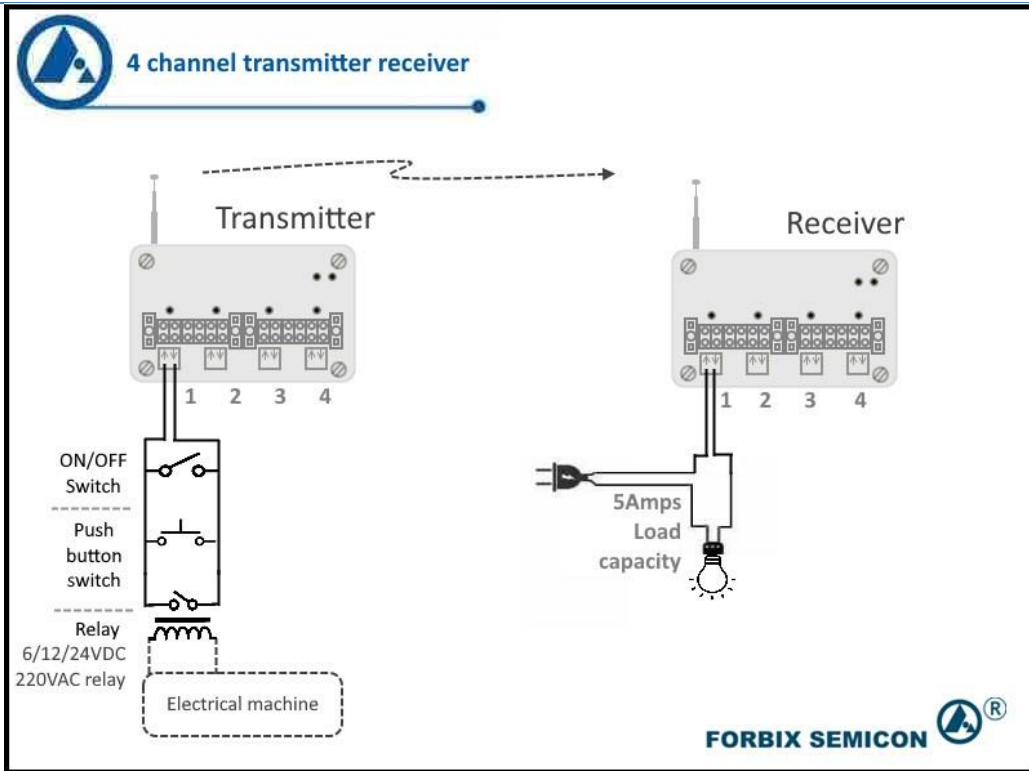 4 channel transmitter receiver
Transmitter
Receiver
1 2 3 4
1 2 3 4
ON/OFF
Switch
Push
button
switch
Relay
6/12/24VDC
220VAC relay
Electrical machine
5Amps
Load
capacity
FORBIX SEMICON ®